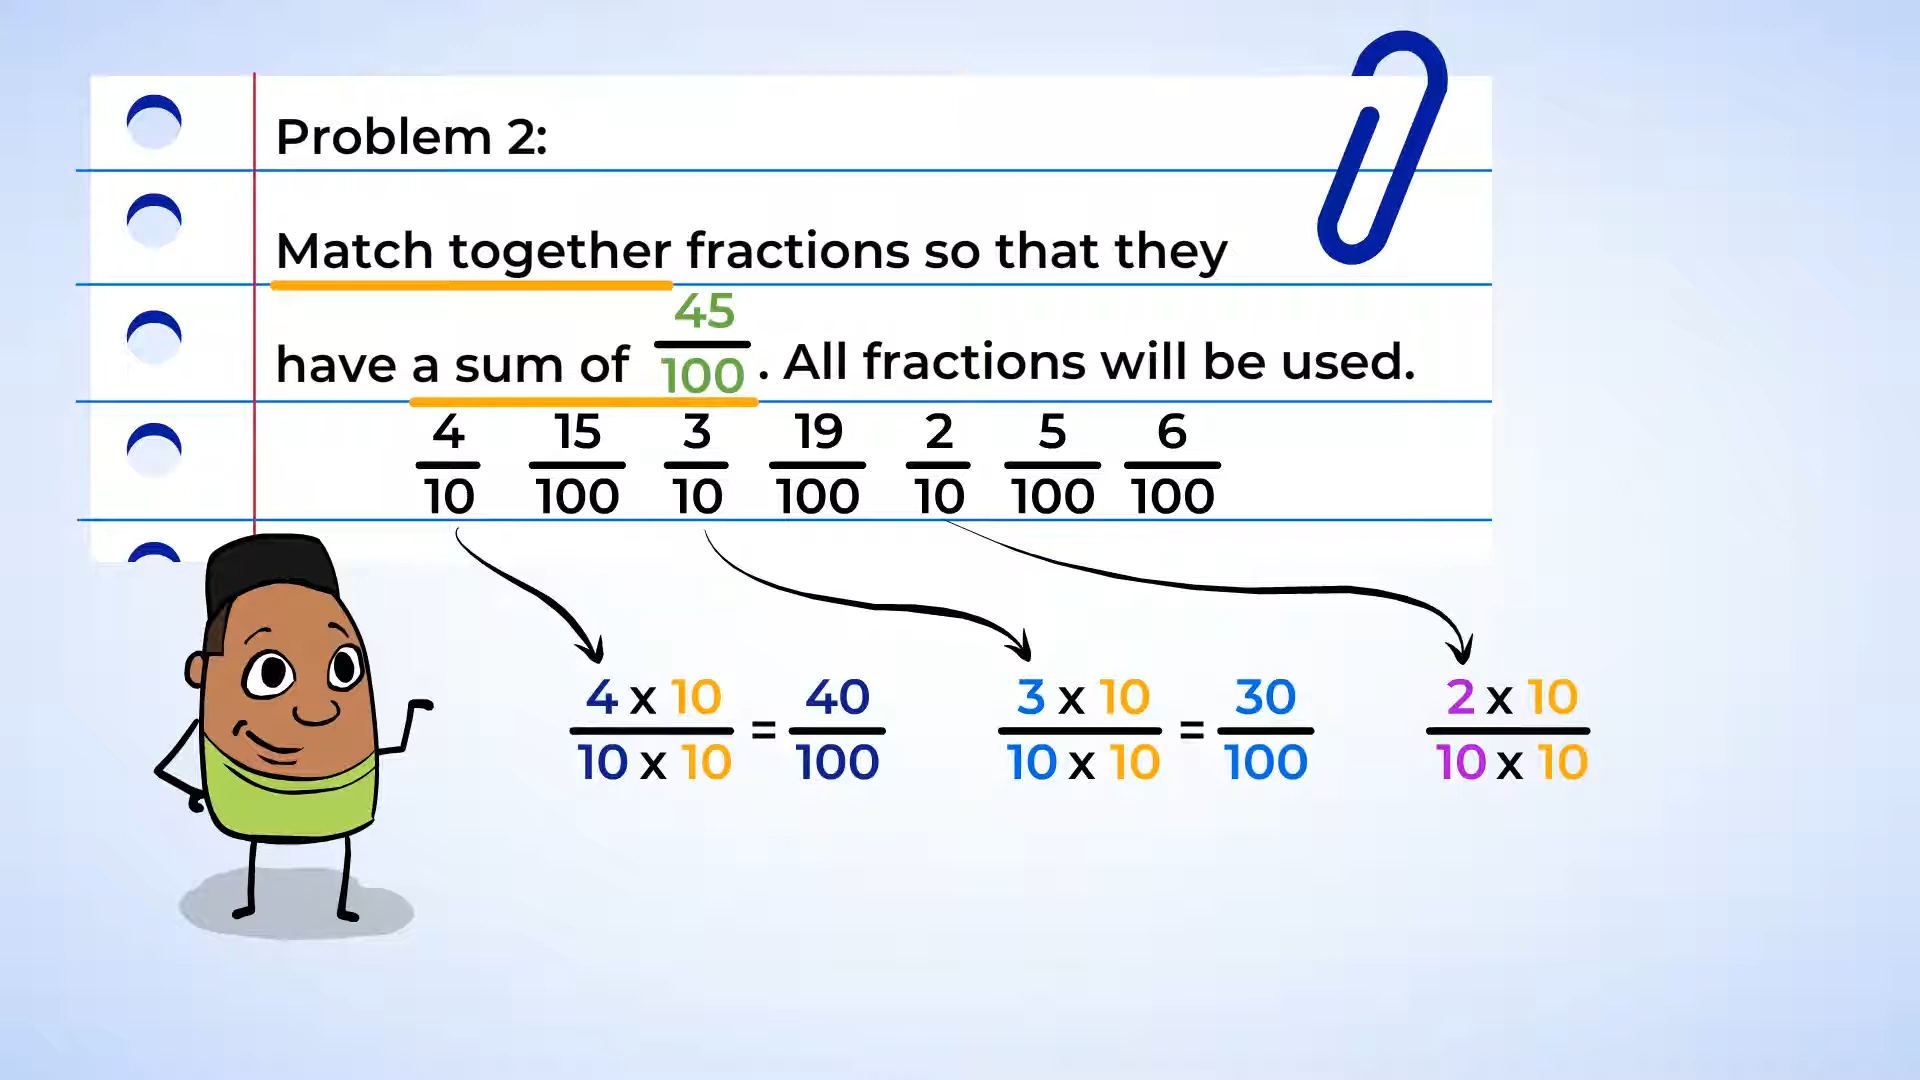 Problem 2:
Match together fractions so that they
have a sum of 45/100. All fractions will be used.
4/10 15/100 3/10 19/100 2/10 5/100 6/100
4 x 10 / 10 x 10 = 40/100 3 x 10 / 10 x 10 = 30/100 2 x 10 / 10 x 10